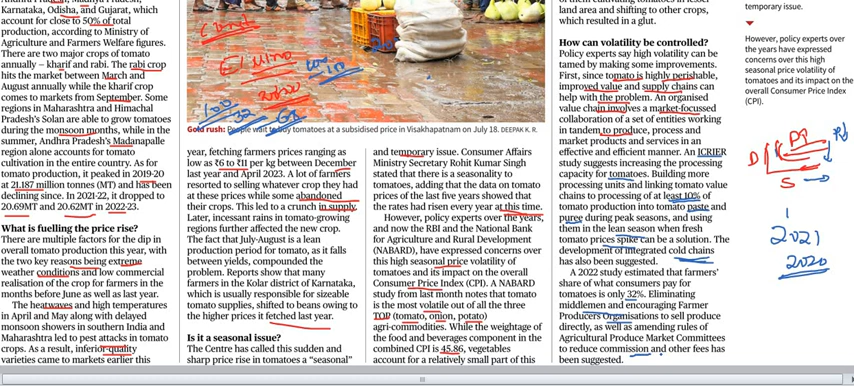 Karnataka, Odisha, and Gujarat, which
account for close to 50% of total
production, according to Ministry of
Agriculture and Farmers Welfare figures.
There are two major crops of tomato
annually – kharif and rabi. The rabi crop
hits the market between March and
August annually while the kharif crop
comes to markets from September. Some
regions in Maharashtra and Himachal
Pradesh's Solan are able to grow tomatoes
during the monsoon months, while in the
summer, Andhra Pradesh's Madanapalle
region alone accounts for tomato
cultivation in the entire country. As for
tomato production, it peaked in 2019-20
at 21.187 million tonnes (MT) and has been
declining since. In 2021-22, it dropped to
20.69MT and 20.62MT in 2022-23.
What is fuelling the price rise?
There are multiple factors for the dip in
overall tomato production this year, with
the two key reasons being extreme
weather conditions and low commercial
realisation of the crop for farmers in the
months before June as well as last year.
The heatwaves and high temperatures
in April and May along with delayed
monsoon showers in southern India and
Maharashtra led to pest attacks in tomato
crops. As a result, inferior-quality
varieties came to markets earlier this
100
32
Gold rush: People wait to buy tomatoes at a subsidised price in Visakhapatnam on July 18. DEEPAK K. R.
year, fetching farmers prices ranging as
low as ₹6 to ₹11 per kg between December
last year and April 2023. A lot of farmers
resorted to selling whatever crop they had
at these prices while some abandoned
their crops. This led to a crunch in supply.
Later, incessant rains in tomato-growing
regions further affected the new crop.
The fact that July-August is a lean
production period for tomato, as it falls
between yields, compounded the
problem. Reports show that many
farmers in the Kolar district of Karnataka,
which is usually responsible for sizeable
tomato supplies, shifted to beans owing to
the higher prices it fetched last year.
Is it a seasonal issue?
The Centre has called this sudden and
sharp price rise in tomatoes a "seasonal"
and temporary issue. Consumer Affairs
Ministry Secretary Rohit Kumar Singh
stated that there is a seasonality to
tomatoes, adding that the data on tomato
prices of the last five years showed that
the rates had risen every year at this time.
However, policy experts over the years,
and now the RBI and the National Bank
for Agriculture and Rural Development
(NABARD), have expressed concerns over
this high seasonal price volatility of
tomatoes and its impact on the overall
Consumer Price Index (CPI). A NABARD
study from last month notes that tomato
is the most volatile out of all the three
TOP (tomato, onion, potato)
agri-commodities. While the weightage of
the food and beverages component in the
combined CPI is 45.86, vegetables
account for a relatively small part of this
land area and shifting to other crops,
which resulted in a glut.
How can volatility be controlled?
Policy experts say high volatility can be
tamed by making some improvements.
First, since tomato is highly perishable,
improved value and supply chains can
help with the problem. An organised
value chain involves a market-focussed
collaboration of a set of entities working
in tandem to produce, process and
market products and services in an
effective and efficient manner. An ICRIER
study suggests increasing the processing
capacity for tomatoes. Building more
processing units and linking tomato value
chains to processing of at least 10% of
tomato production into tomato paste and
puree during peak seasons, and using
them in the lean season when fresh
tomato prices spike can be a solution. The
development of integrated cold chains
has also been suggested.
A 2022 study estimated that farmers'
share of what consumers pay for
tomatoes is only 32%. Eliminating
middlemen and encouraging Farmer
Producers Organisations to sell produce
directly, as well as amending rules of
Agricultural Produce Market Committees
to reduce commission and other fees has
been suggested.
temporary issue.
However, policy experts over
the years have expressed
concerns over this high
seasonal price volatility of
tomatoes and its impact on the
overall Consumer Price Index
(CPI).
D
S
2021
2020